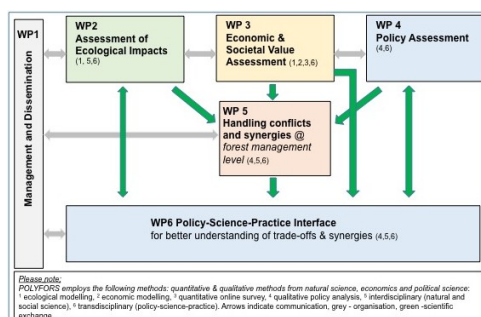 WP1
Management and Dissemination
WP2
Assessment of
Ecological Impacts
(1, 5,6)
WP 3
Economic &
Societal Value
Assessment (1,2,3,6)
WP 4
Policy Assessment
(4,6)
WP 5
Handling conflicts
and synergies @
forest management
level (4,5,6)
WP6 Policy-Science-Practice Interface
for better understanding of trade-offs & synergies (4,5,6)
Please note:
POLYFORS employs the following methods: quantitative & qualitative methods from natural science, economics and political science:
¹ ecological modelling, ² economic modelling, ³ quantitative online survey, ⁴ qualitative policy analysis, ⁵ interdisciplinary (natural and
social science), ⁶ transdisciplinary (policy-science-practice). Arrows indicate communication, grey - organisation, green -scientific
exchange